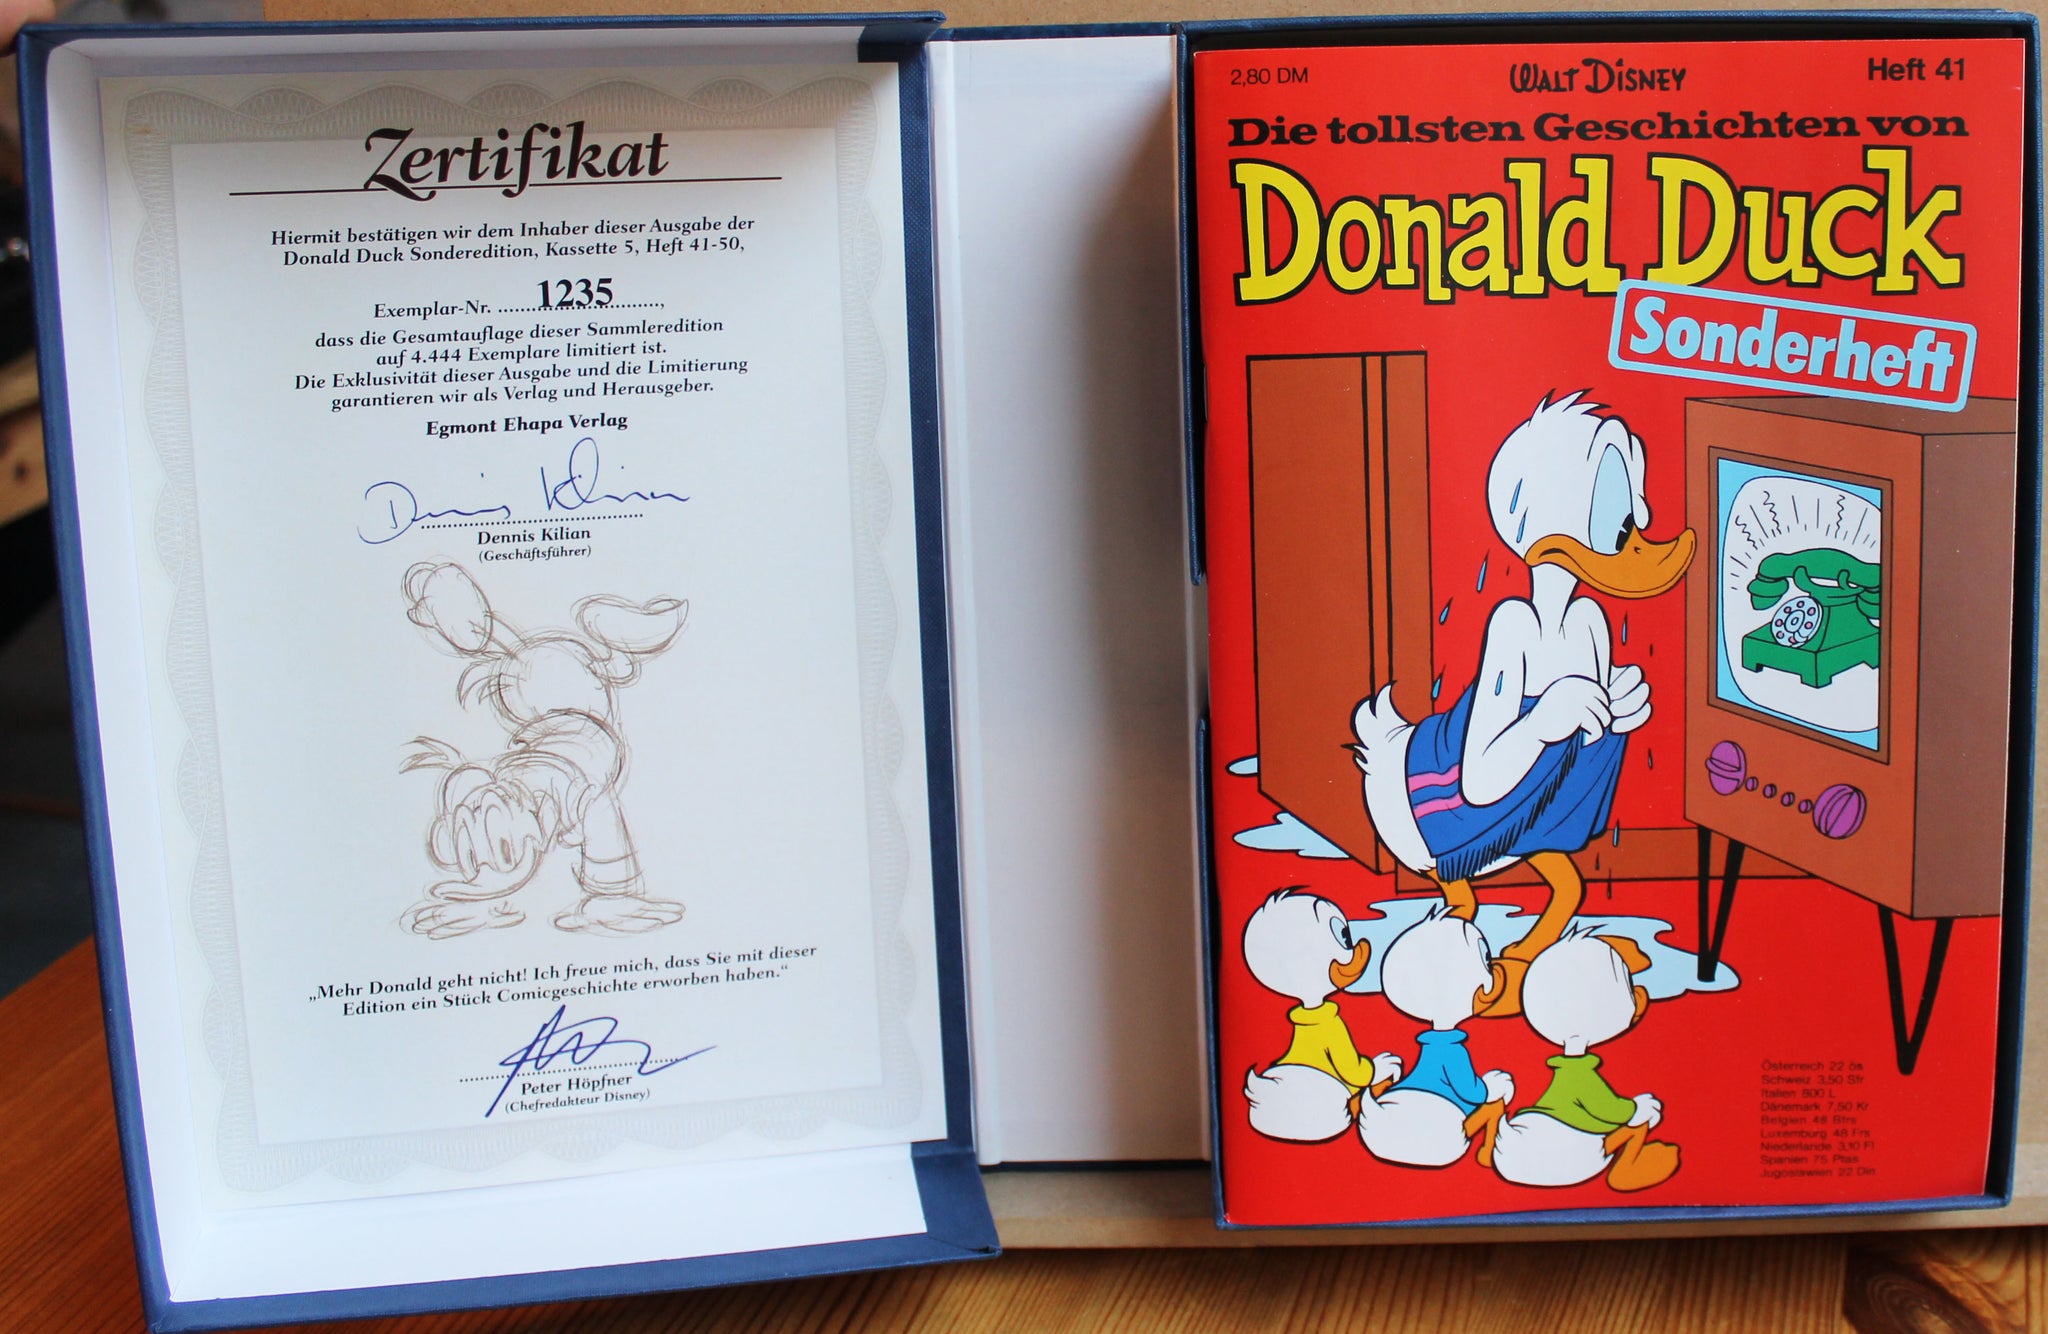 Zertifikat
Hiermit bestätigen wir dem Inhaber dieser Ausgabe der
Donald Duck Sonderedition, Kassette 5, Heft 41-50,
Exemplar-Nr. ..... 1235 .....,
dass die Gesamtauflage dieser Sammleredition
auf 4.444 Exemplare limitiert ist.
Die Exklusivität dieser Ausgabe und die Limitierung
garantieren wir als Verlag und Herausgeber.
Egmont Ehapa Verlag
Dennis Kilian
Dennis Kilian
(Geschäftsführer)
„Mehr Donald geht nicht! Ich freue mich, dass Sie mit dieser
Edition ein Stück Comicgeschichte erworben haben.“
Peter Höpfner
(Chefredakteur Disney)
2,80 DM
WALT DISNEY
Heft 41
Die tollsten Geschichten von
Donald Duck
Sonderheft
Österreich 22 öS
Schweiz 3,50 Sfr
Italien 800 L
Dänemark 7,50 Kr
Belgien 48 Bfrs
Luxemburg 48 Frs
Niederlande 3,10 Fl
Spanien 75 Ptas
Jugoslawien 22 Din